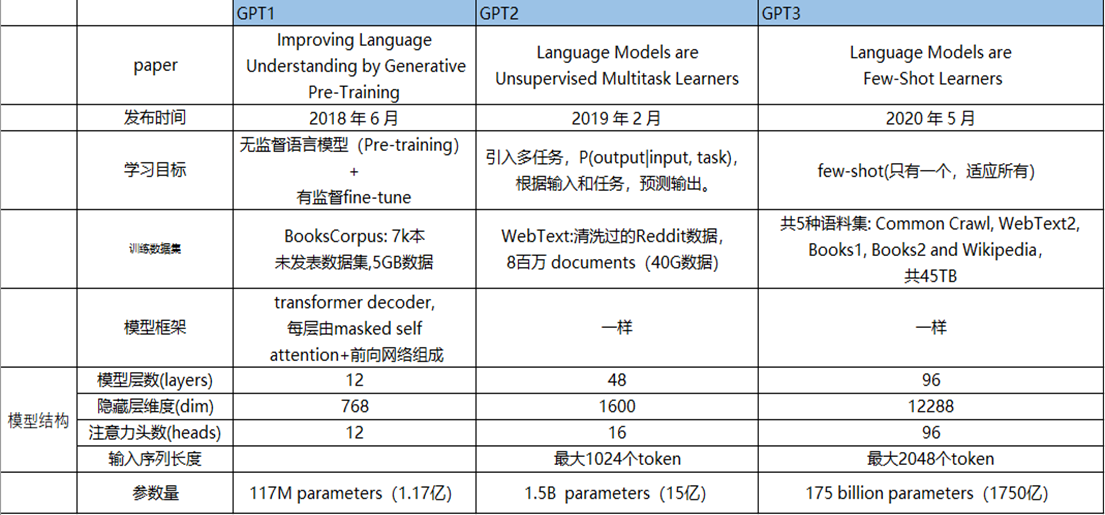 GPT1 GPT2 GPT3
paper
Improving Language
Understanding by Generative
Pre-Training
Language Models are
Unsupervised Multitask Learners
Language Models are
Few-Shot Learners
发布时间 2018 年 6 月 2019 年 2 月 2020 年 5 月
学习目标
无监督语言模型（Pre-training）
+
有监督fine-tune
引入多任务，P(output|input, task)，
根据输入和任务，预测输出。
few-shot(只有一个，适应所有)
训练数据集
BooksCorpus: 7k本
未发表数据集,5GB数据
WebText:清洗过的Reddit数据，
8百万 documents（40G数据）
共5种语料集: Common Crawl, WebText2,
Books1, Books2 and Wikipedia，
共45TB
模型框架
transformer decoder,
每层由masked self
attention+前向网络组成
一样
一样
模型结构
模型层数(layers) 12 48 96
隐藏层维度(dim) 768 1600 12288
注意力头数(heads) 12 16 96
输入序列长度 最大1024个token 最大2048个token
参数量 117M parameters（1.17亿） 1.5B parameters（15亿） 175 billion parameters（1750亿）